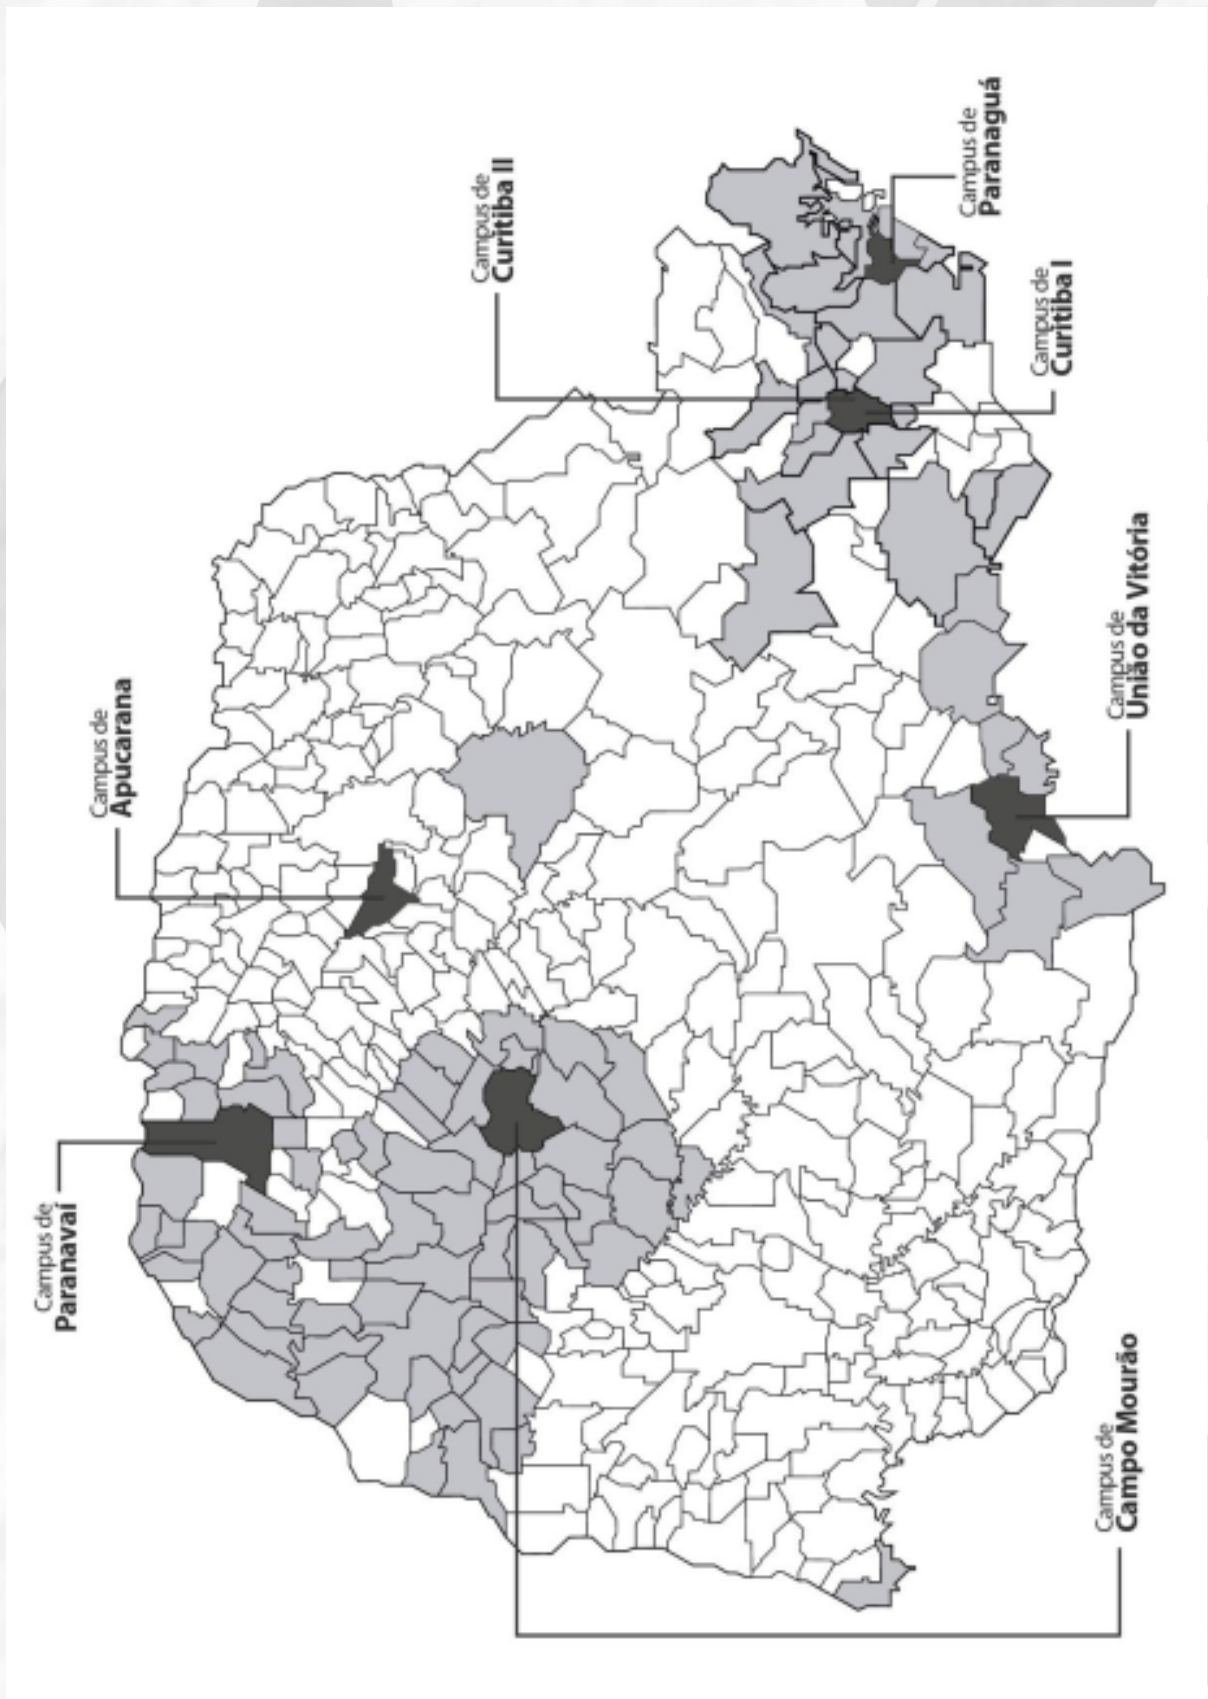 Campus de
Paranavaí
Campus de
Apucarana
Campus de
Curitiba II
Campus de
Paranaguá
Campus de
Curitiba I
Campus de
União da Vitória
Campus de
Campo Mourão